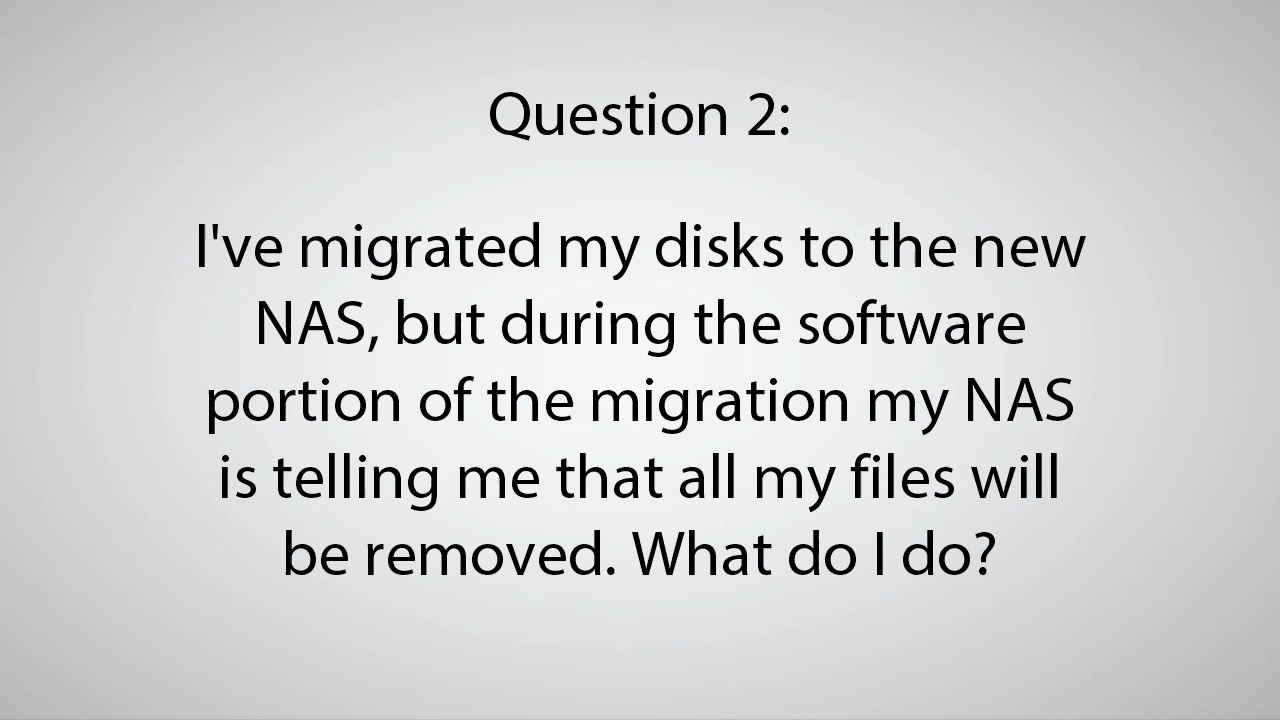 Question 2:
I've migrated my disks to the new
NAS, but during the software
portion of the migration my NAS
is telling me that all my files will
be removed. What do I do?